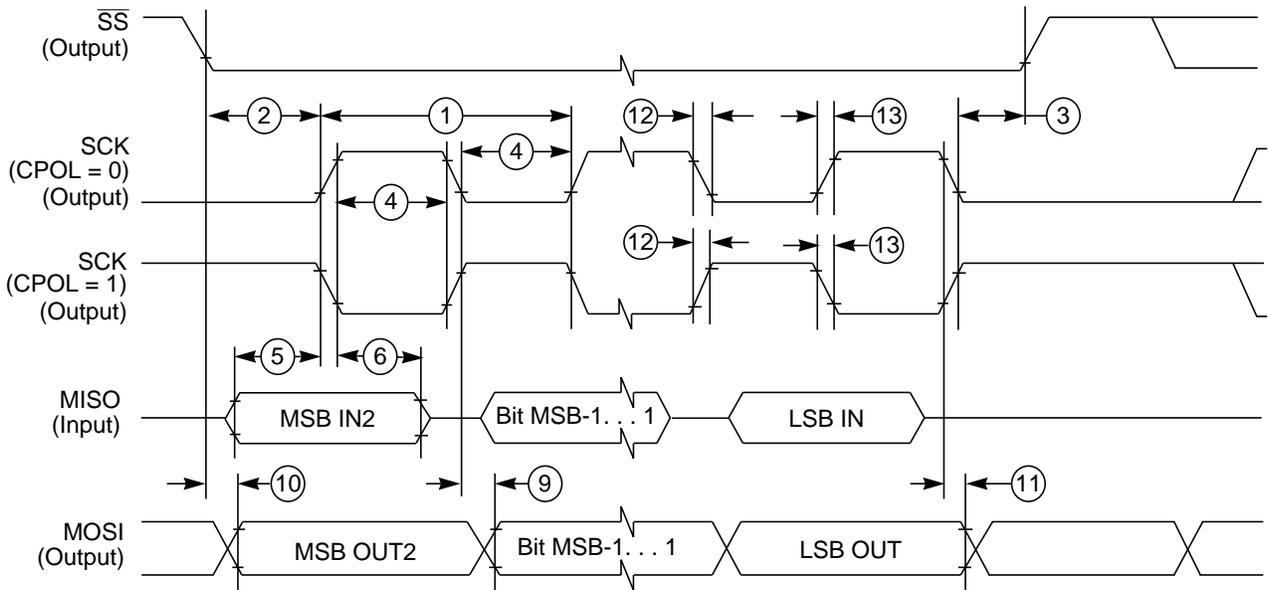 SS
(Output)
2
1
12
13
3
SCK
(CPOL = 0)
(Output)
4
4
12
13
SCK
(CPOL = 1)
(Output)
5
6
MISO
(Input)
MSB IN2
Bit MSB-1. . . 1
LSB IN
10
9
11
MOSI
(Output)
MSB OUT2
Bit MSB-1. . . 1
LSB OUT